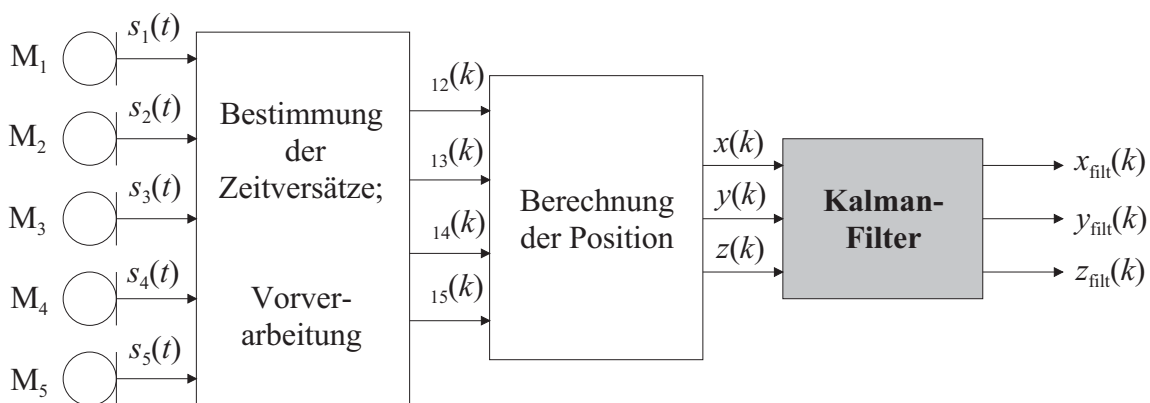 M1
s1(t)
M2
s2(t)
M3
s3(t)
M4
s4(t)
M5
s5(t)
Bestimmung
der
Zeitversätze;
Vorver-
arbeitung
12(k)
13(k)
14(k)
15(k)
Berechnung
der Position
x(k)
y(k)
z(k)
Kalman-
Filter
xfilt(k)
yfilt(k)
zfilt(k)